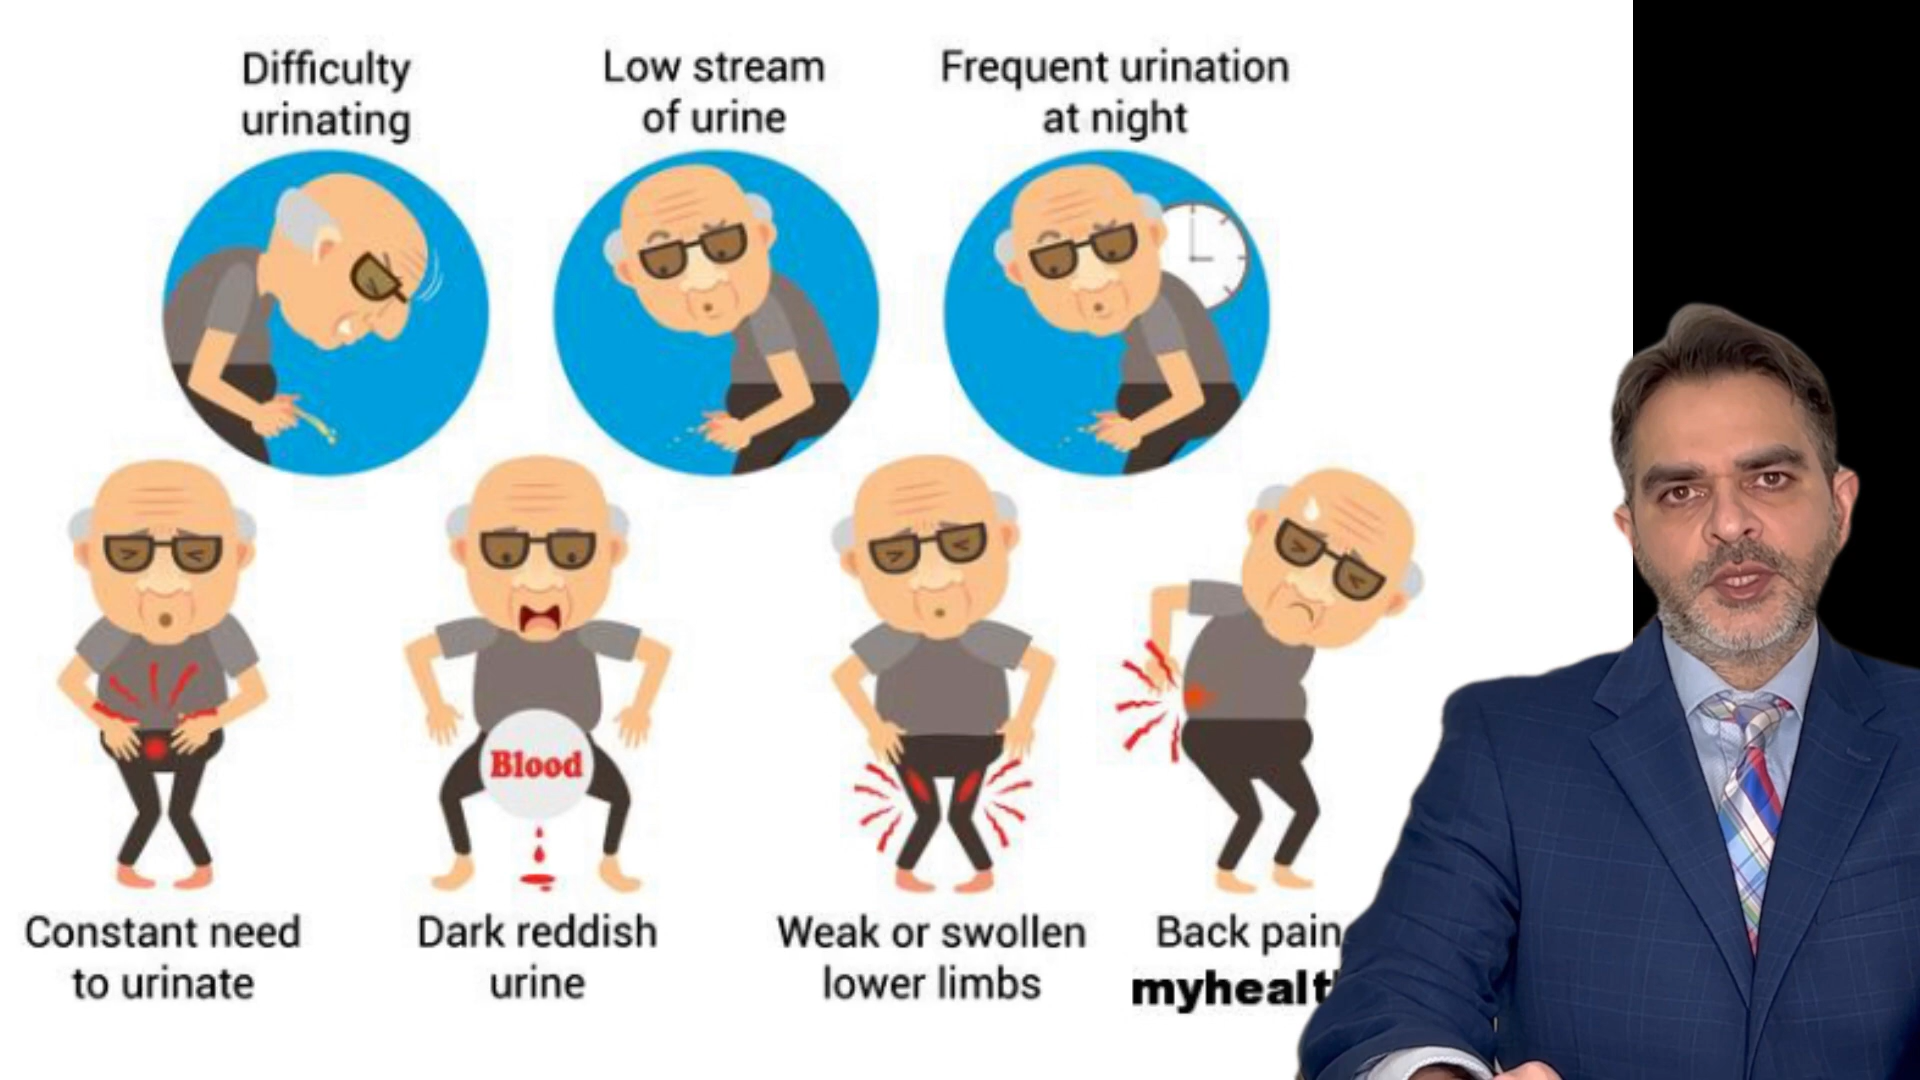 Difficulty
urinating
Low stream
of urine
Frequent urination
at night
Blood
Constant need
to urinate
Dark reddish
urine
Weak or swollen
lower limbs
Back pain
myhealt